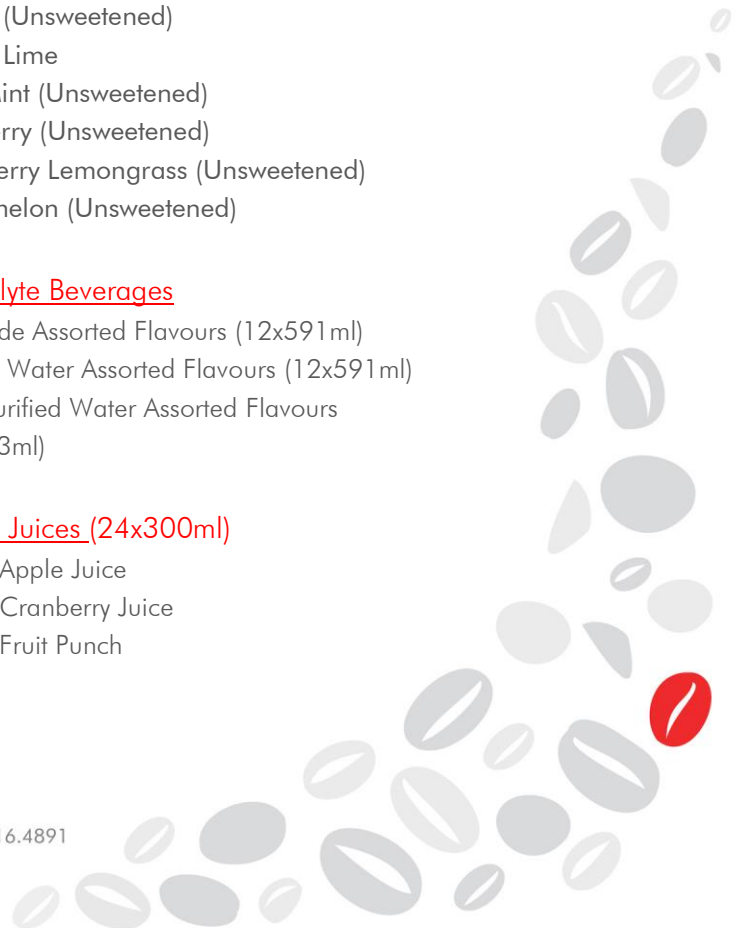 (Unsweetened)
Lime
int (Unsweetened)
rry (Unsweetened)
erry Lemongrass (Unsweetened)
elon (Unsweetened)
lyte Beverages
de Assorted Flavours (12x591ml)
Water Assorted Flavours (12x591ml)
urified Water Assorted Flavours
3ml)
Juices (24x300ml)
Apple Juice
Cranberry Juice
Fruit Punch
16.4891